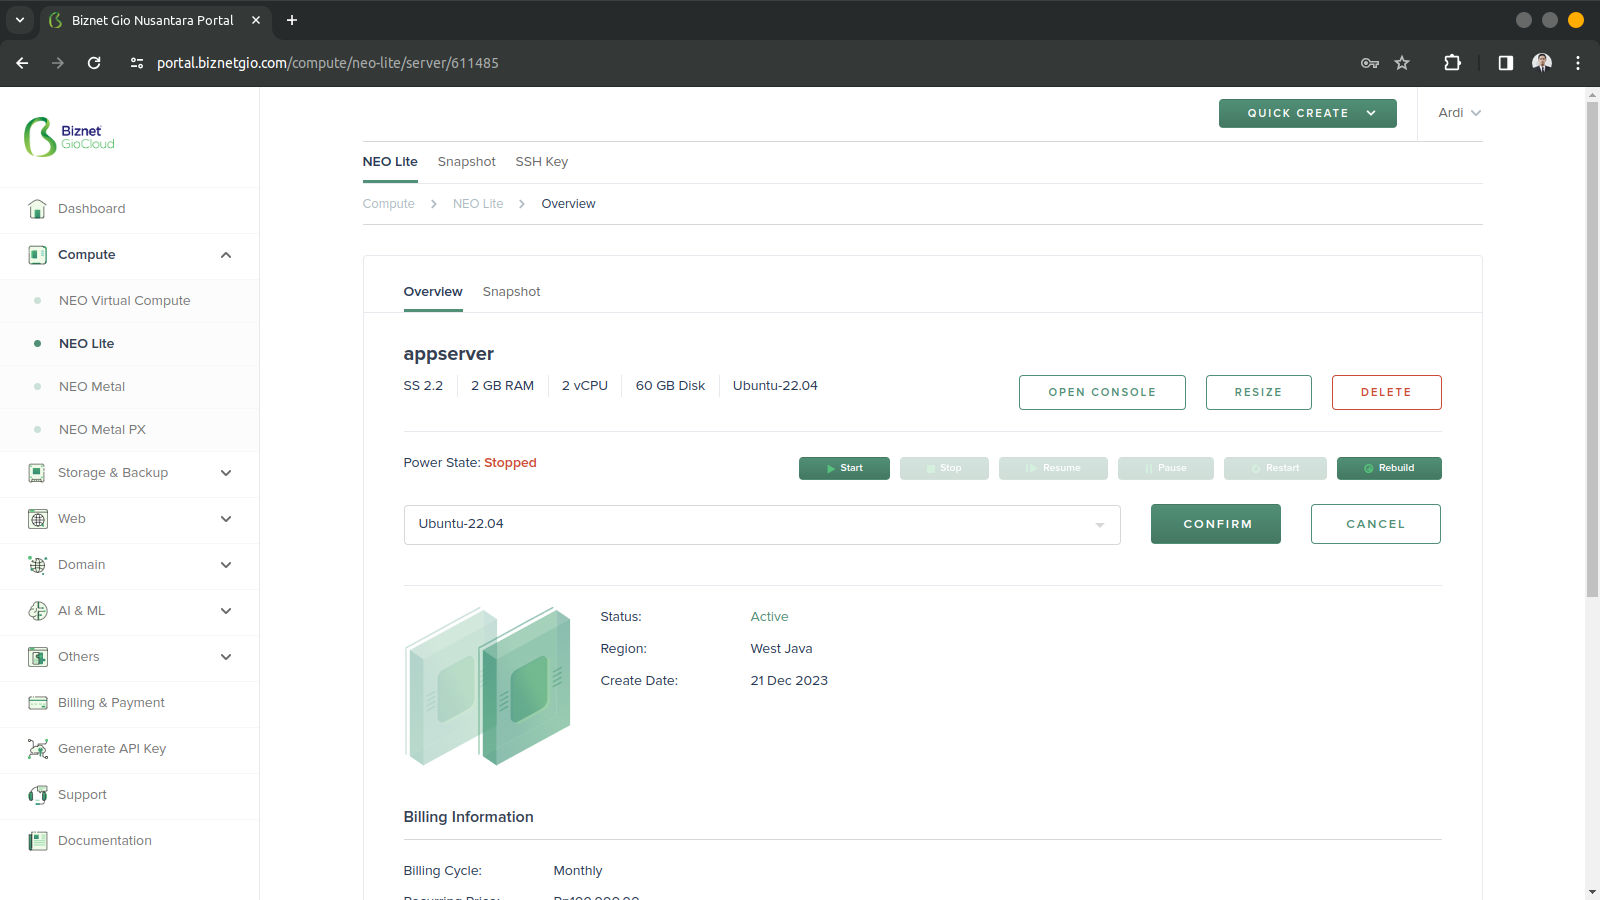 Biznet Gio Nusantara Portal
portal.biznetgio.com/compute/neo-lite/server/611485
Biznet
GioCloud
QUICK CREATE
Ardi
NEO Lite Snapshot SSH Key
Compute > NEO Lite > Overview
Dashboard
Compute
NEO Virtual Compute
NEO Lite
NEO Metal
NEO Metal PX
Storage & Backup
Web
Domain
AI & ML
Others
Billing & Payment
Generate API Key
Support
Documentation
Overview Snapshot
appserver
SS 2.2 2 GB RAM 2 vCPU 60 GB Disk Ubuntu-22.04
OPEN CONSOLE RESIZE DELETE
Power State: Stopped
Start Stop Resume Pause Restart Rebuild
Ubuntu-22.04
CONFIRM CANCEL
Status: Active
Region: West Java
Create Date: 21 Dec 2023
Billing Information
Billing Cycle: Monthly